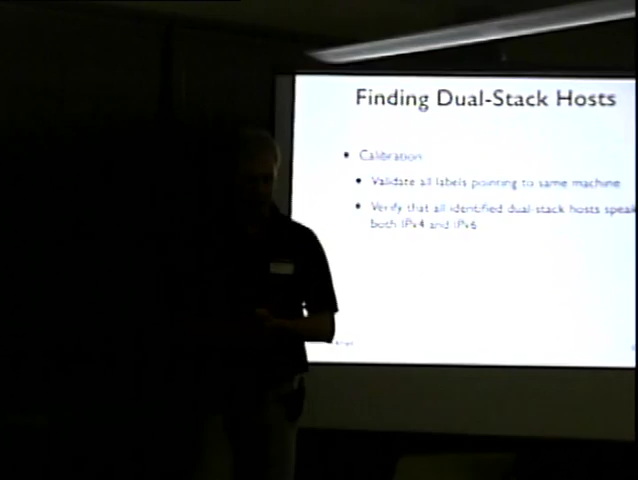 Finding Dual-Stack Hosts
• Calibration
• Validate all labels pointing to same machine
• Verify that all identified dual-stack hosts speak
both IPv4 and IPv6